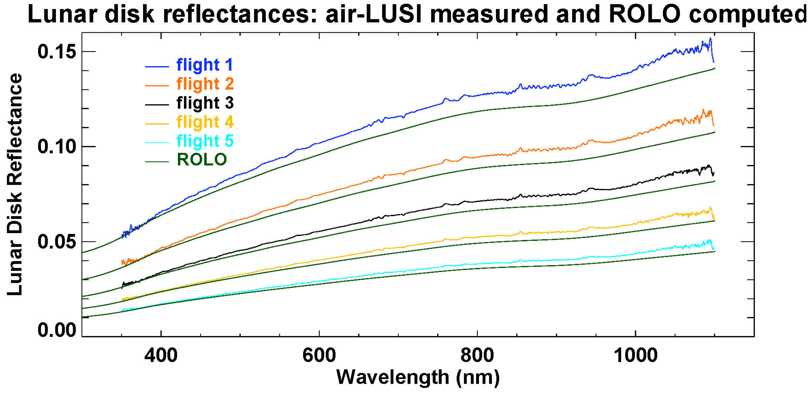 Lunar disk reflectances: air-LUSI measured and ROLO computed
0.15
0.10
0.05
0.00
Lunar Disk Reflectance
flight 1
flight 2
flight 3
flight 4
flight 5
ROLO
400 600 800 1000
Wavelength (nm)